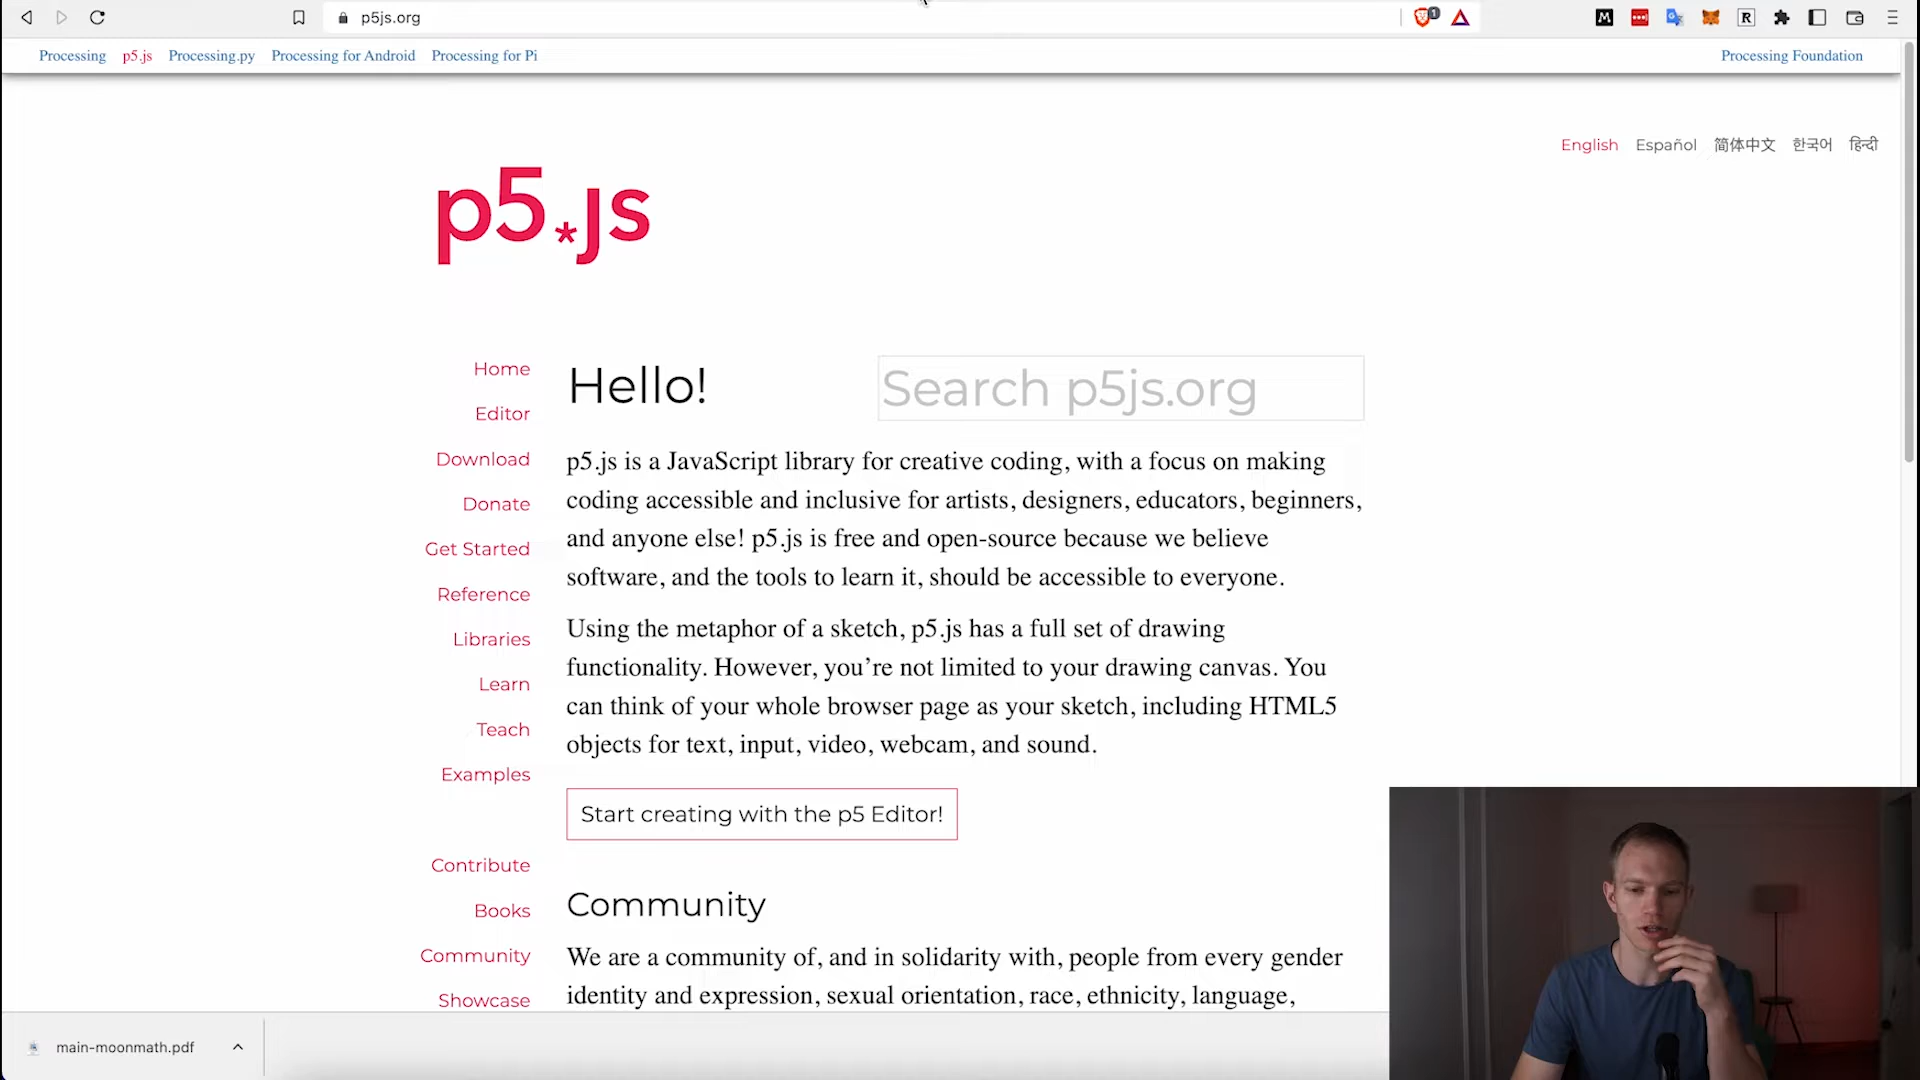 p5js.org
1
M
R
Processing p5.js Processing.py Processing for Android Processing for Pi Processing Foundation
English Español 简体中文 한국어 हिन्दी
p5*js
Home
Editor
Download
Donate
Get Started
Reference
Libraries
Learn
Teach
Examples
Contribute
Books
Community
Showcase
Hello!
Search p5js.org
p5.js is a JavaScript library for creative coding, with a focus on making
coding accessible and inclusive for artists, designers, educators, beginners,
and anyone else! p5.js is free and open-source because we believe
software, and the tools to learn it, should be accessible to everyone.
Using the metaphor of a sketch, p5.js has a full set of drawing
functionality. However, you’re not limited to your drawing canvas. You
can think of your whole browser page as your sketch, including HTML5
objects for text, input, video, webcam, and sound.
Start creating with the p5 Editor!
Community
We are a community of, and in solidarity with, people from every gender
identity and expression, sexual orientation, race, ethnicity, language,
main-moonmath.pdf